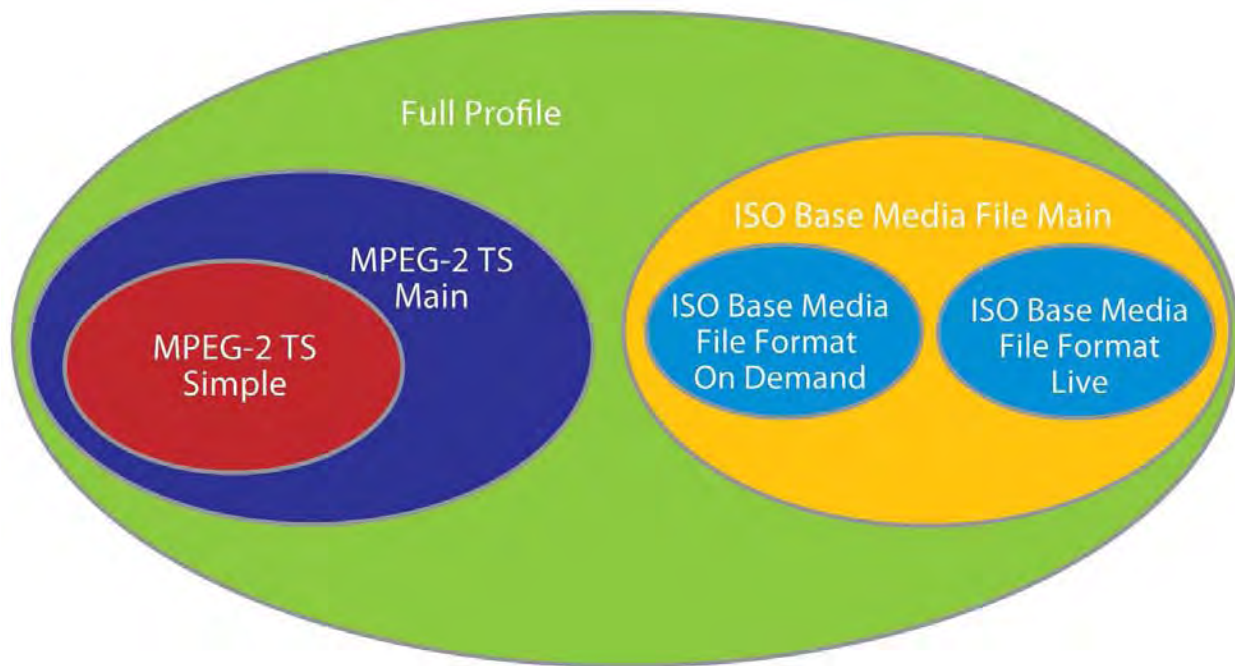 Full Profile
MPEG-2 TS
Main
MPEG-2 TS
Simple
ISO Base Media File Main
ISO Base Media
File Format
On Demand
ISO Base Media
File Format
Live